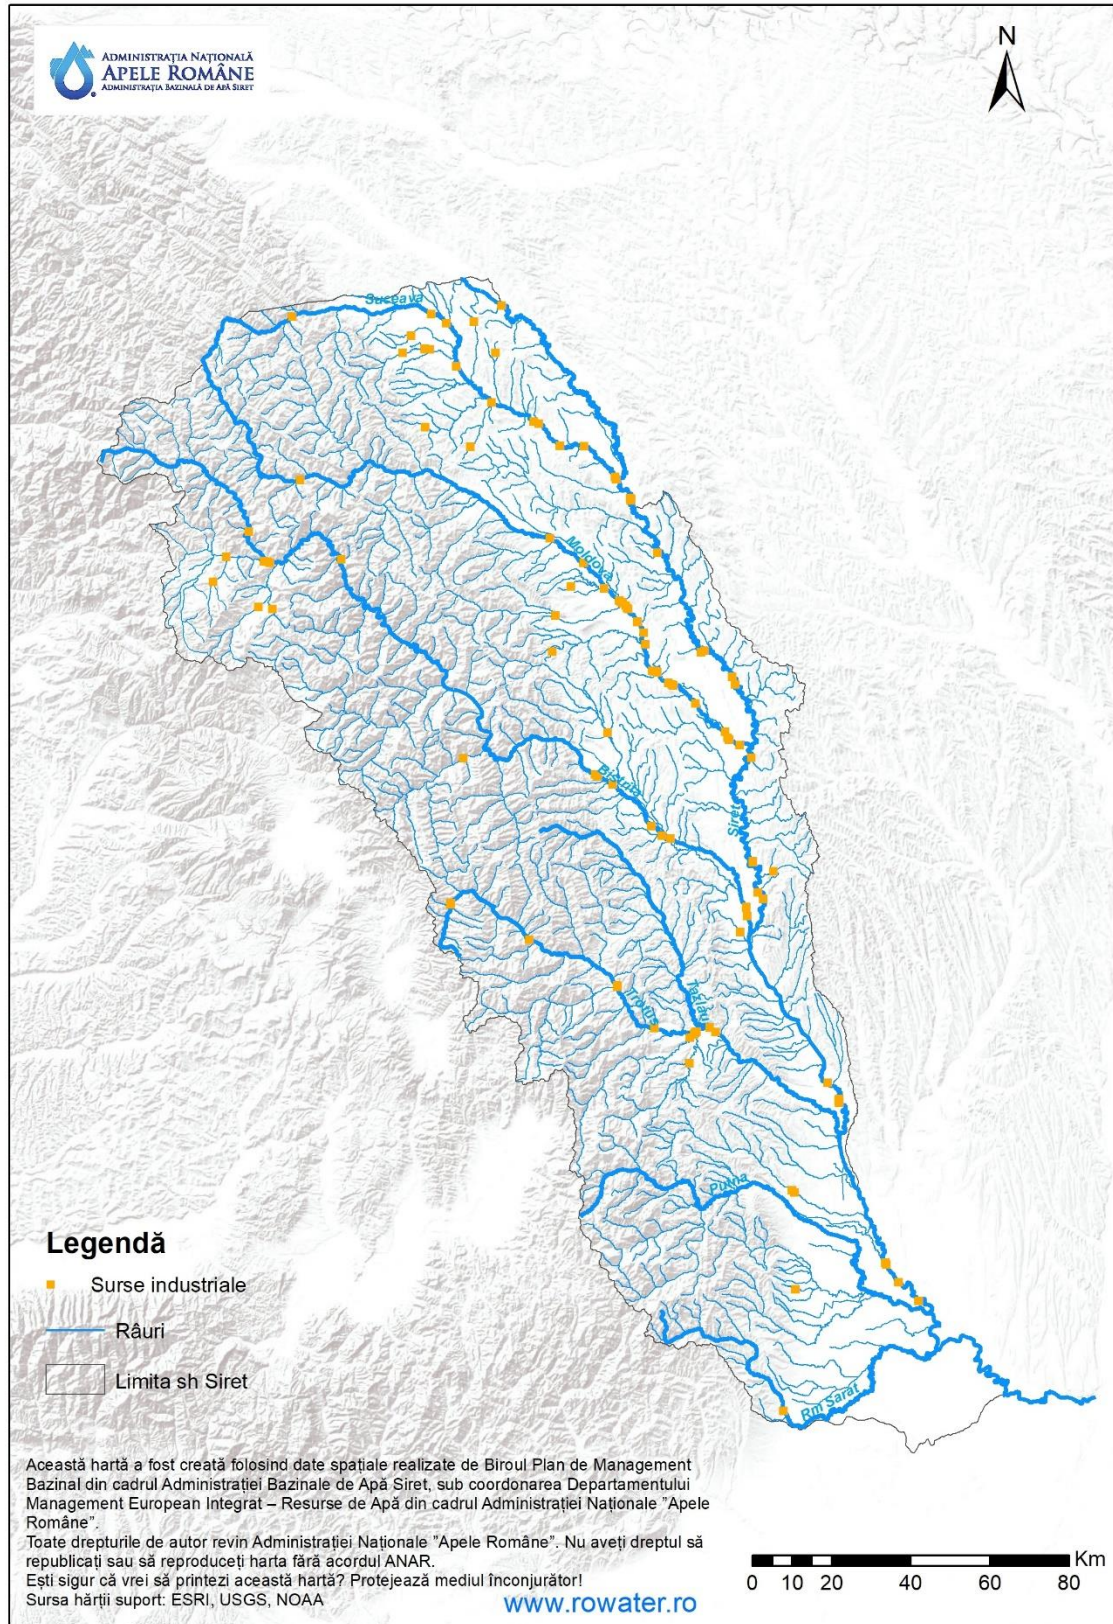 ADMINISTRAȚIA NAȚIONALĂ
APELE ROMÂNE
ADMINISTRAȚIA BAZINALĂ DE APĂ SIRET
N
Suceava
Moldova
Bistrița
Siret
Trotuș
Tazlău
Putna
Rm Sarat
Legendă
Surse industriale
Râuri
Limita sh Siret
Această hartă a fost creată folosind date spațiale realizate de Biroul Plan de Management
Bazinal din cadrul Administrației Bazinale de Apă Siret, sub coordonarea Departamentului
Management European Integrat – Resurse de Apă din cadrul Administrației Naționale ”Apele
Române”.
Toate drepturile de autor revin Administrației Naționale ”Apele Române”. Nu aveți dreptul să
republicați sau să reproduceți harta fără acordul ANAR.
Ești sigur că vrei să printezi această hartă? Protejează mediul înconjurător!
Sursa hărții suport: ESRI, USGS, NOAA
www.rowater.ro
Km
0 10 20 40 60 80